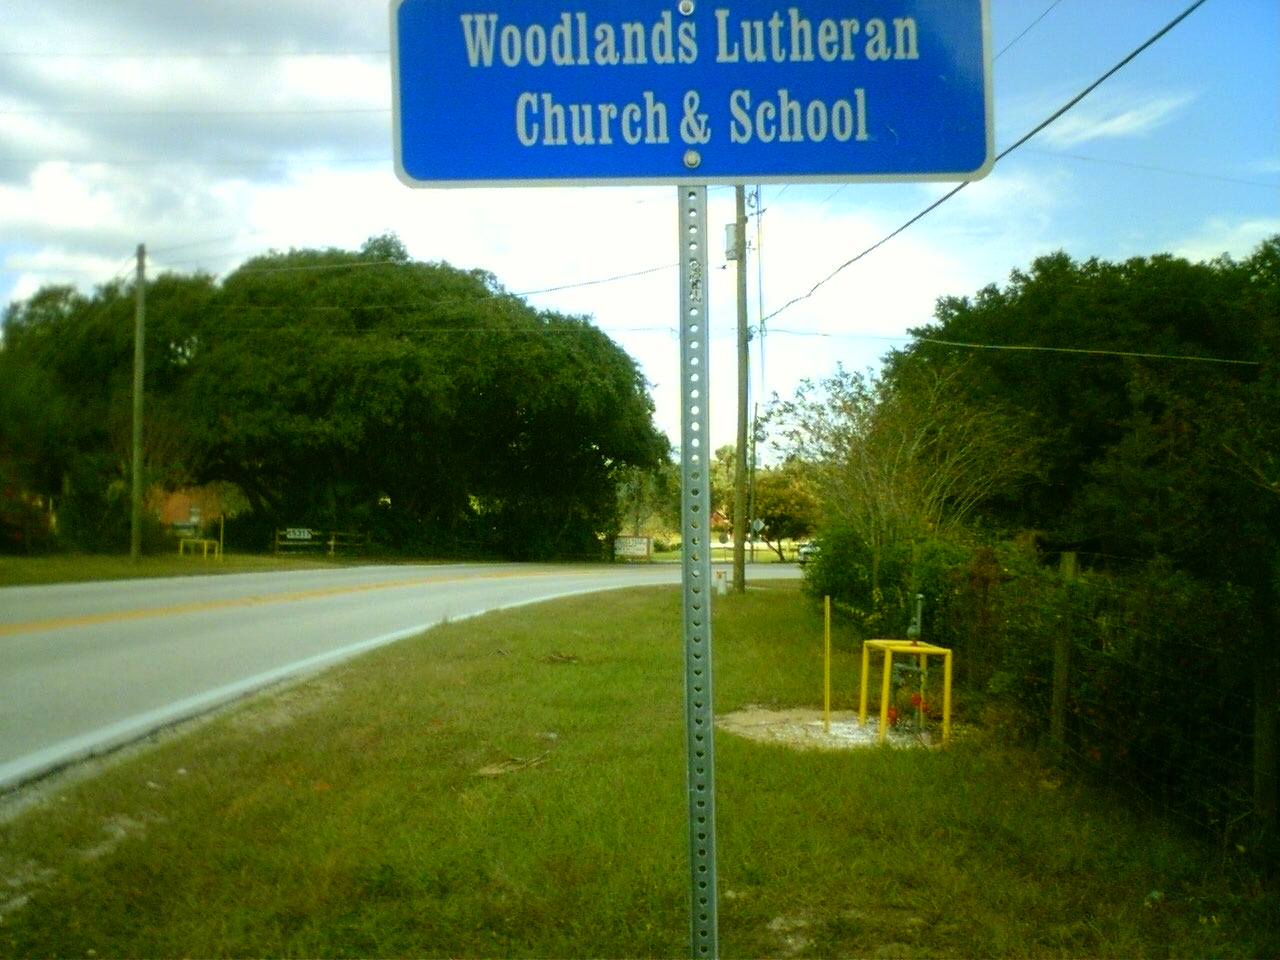 Woodlands Lutheran
Church & School